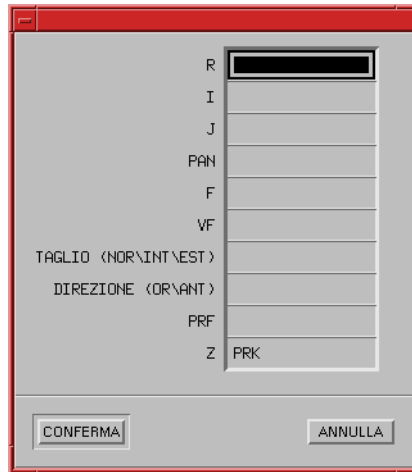 R
I
J
PAN
F
VF
TAGLIO (NOR\INT\EST)
DIREZIONE (OR\ANT)
PRF
Z PRK
CONFERMA ANNULLA